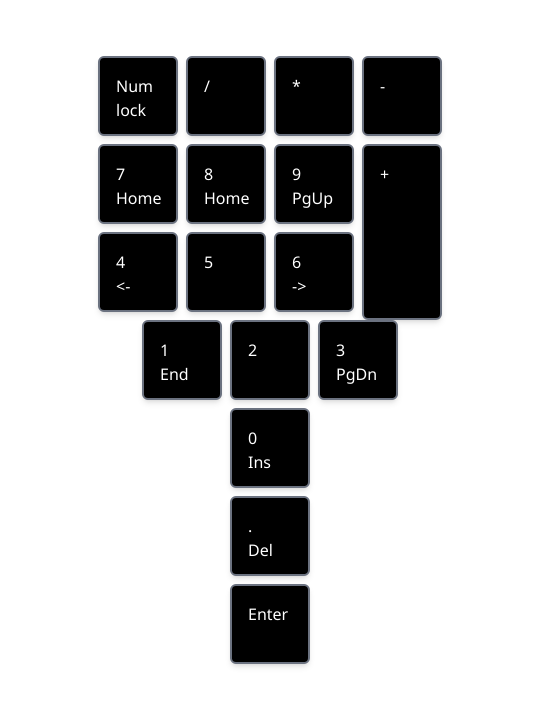 Num
lock
/
*
-
7
Home
8
Home
9
PgUp
+
4
<-
5
6
->
1
End
2
3
PgDn
0
Ins
.
Del
Enter